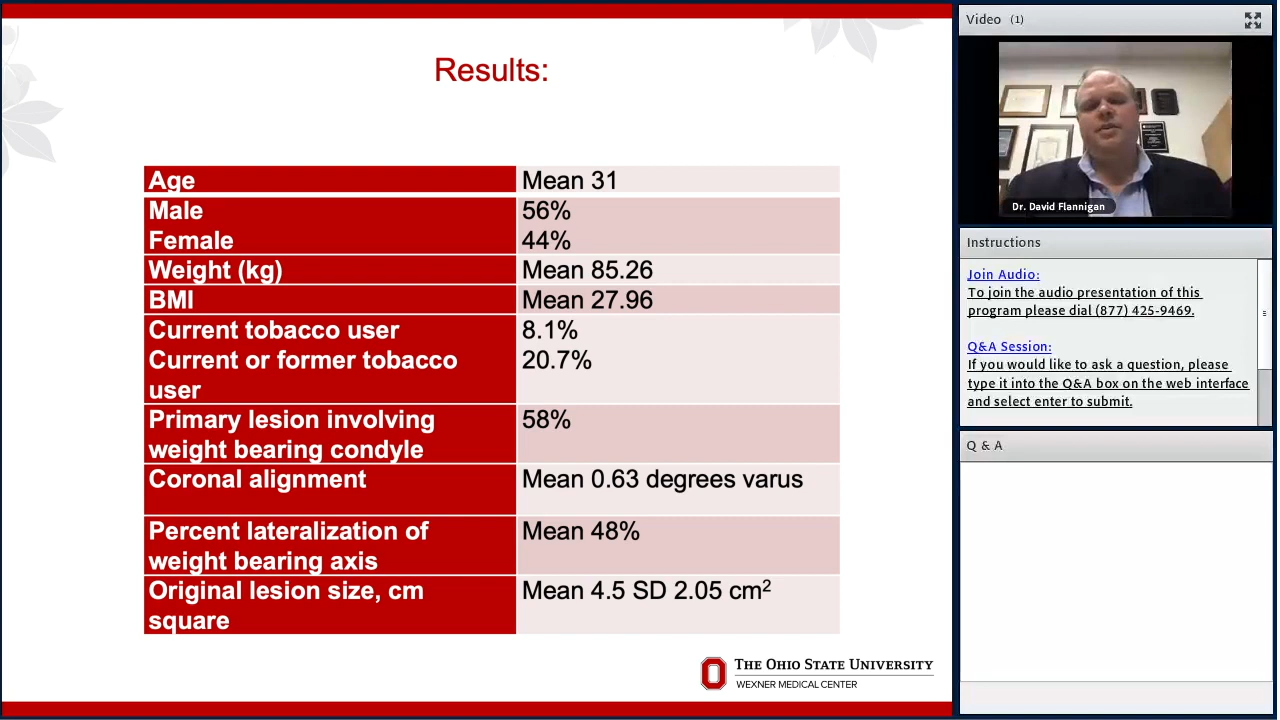 Results:
Age Mean 31
Male 56%
Female 44%
Weight (kg) Mean 85.26
BMI Mean 27.96
Current tobacco user 8.1%
Current or former tobacco 20.7%
user
Primary lesion involving 58%
weight bearing condyle
Coronal alignment Mean 0.63 degrees varus
Percent lateralization of Mean 48%
weight bearing axis
Original lesion size, cm Mean 4.5 SD 2.05 cm²
square
THE OHIO STATE UNIVERSITY
WEXNER MEDICAL CENTER
Video (1)
Dr. David Flannigan
Instructions
Join Audio:
To join the audio presentation of this
program please dial (877) 425-9469.
Q&A Session:
If you would like to ask a question, please
type it into the Q&A box on the web interface
and select enter to submit.
Q & A